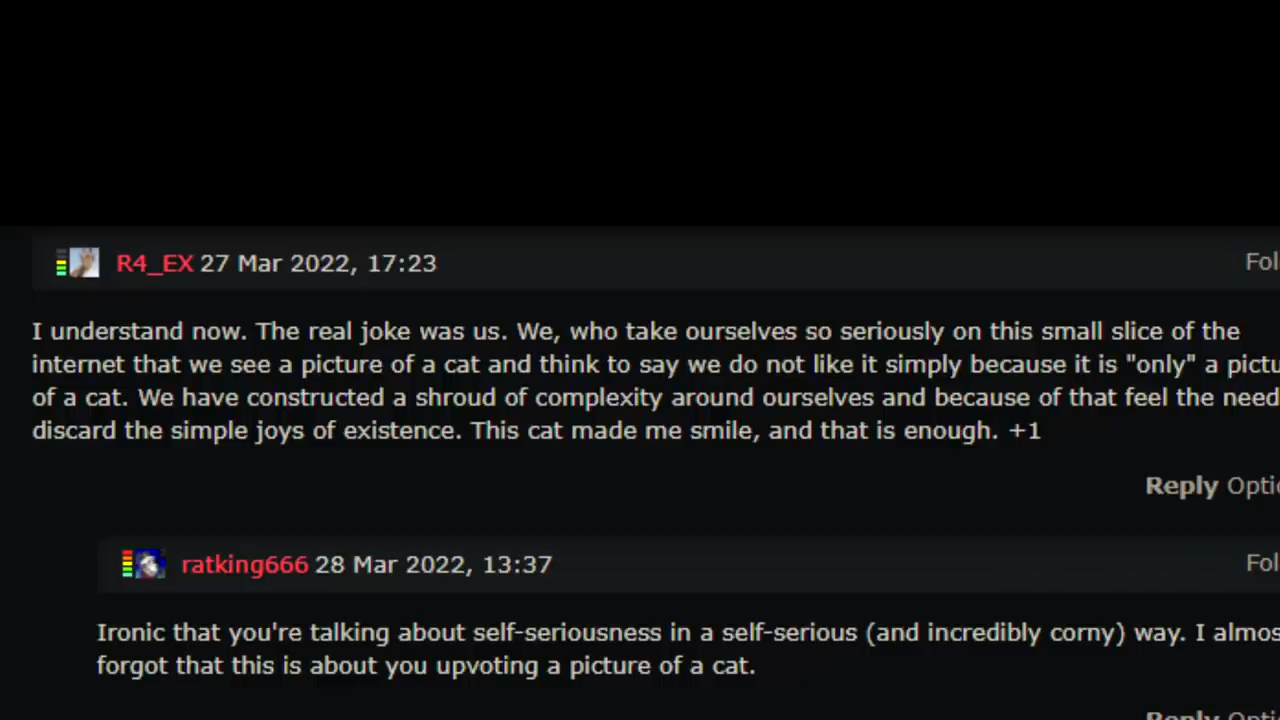 R4_EX 27 Mar 2022, 17:23
I understand now. The real joke was us. We, who take ourselves so seriously on this small slice of the
internet that we see a picture of a cat and think to say we do not like it simply because it is "only" a
of a cat. We have constructed a shroud of complexity around ourselves and because of that feel the need
discard the simple joys of existence. This cat made me smile, and that is enough. +1
Reply
ratking666 28 Mar 2022, 13:37
Ironic that you're talking about self-seriousness in a self-serious (and incredibly corny) way. I
forgot that this is about you upvoting a picture of a cat.